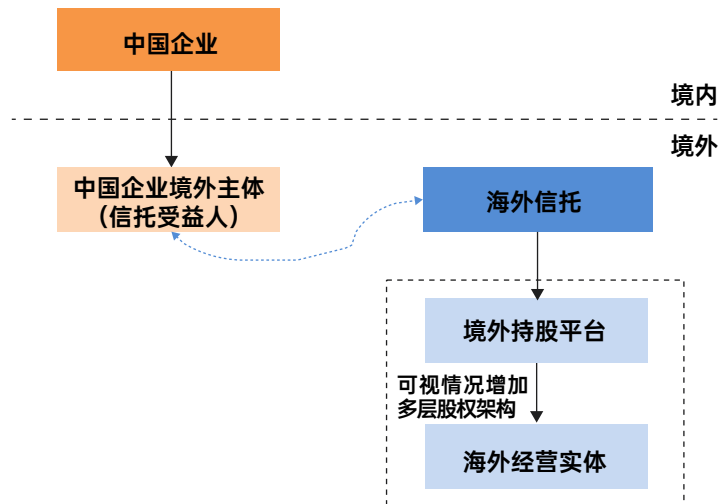 中国企业
境内
境外
中国企业境外主体
（信托受益人）
海外信托
境外持股平台
可视情况增加
多层股权架构
海外经营实体